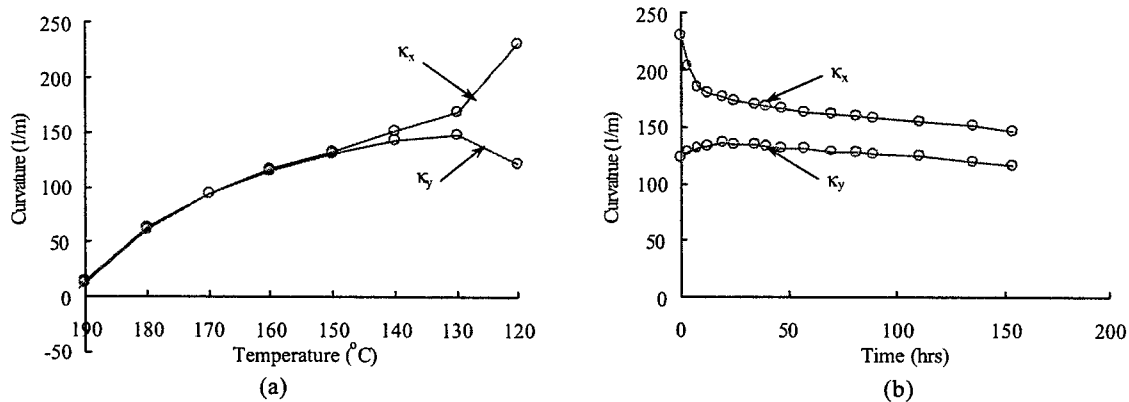 250
200
150
100
50
0
-50
Curvature (1/m)
κx
κy
190 180 170 160 150 140 130 120
Temperature (°C)
(a)
250
200
150
100
50
0
Curvatnue (1/m)
κx
κy
0 50 100 150 200
Time (hrs)
(b)